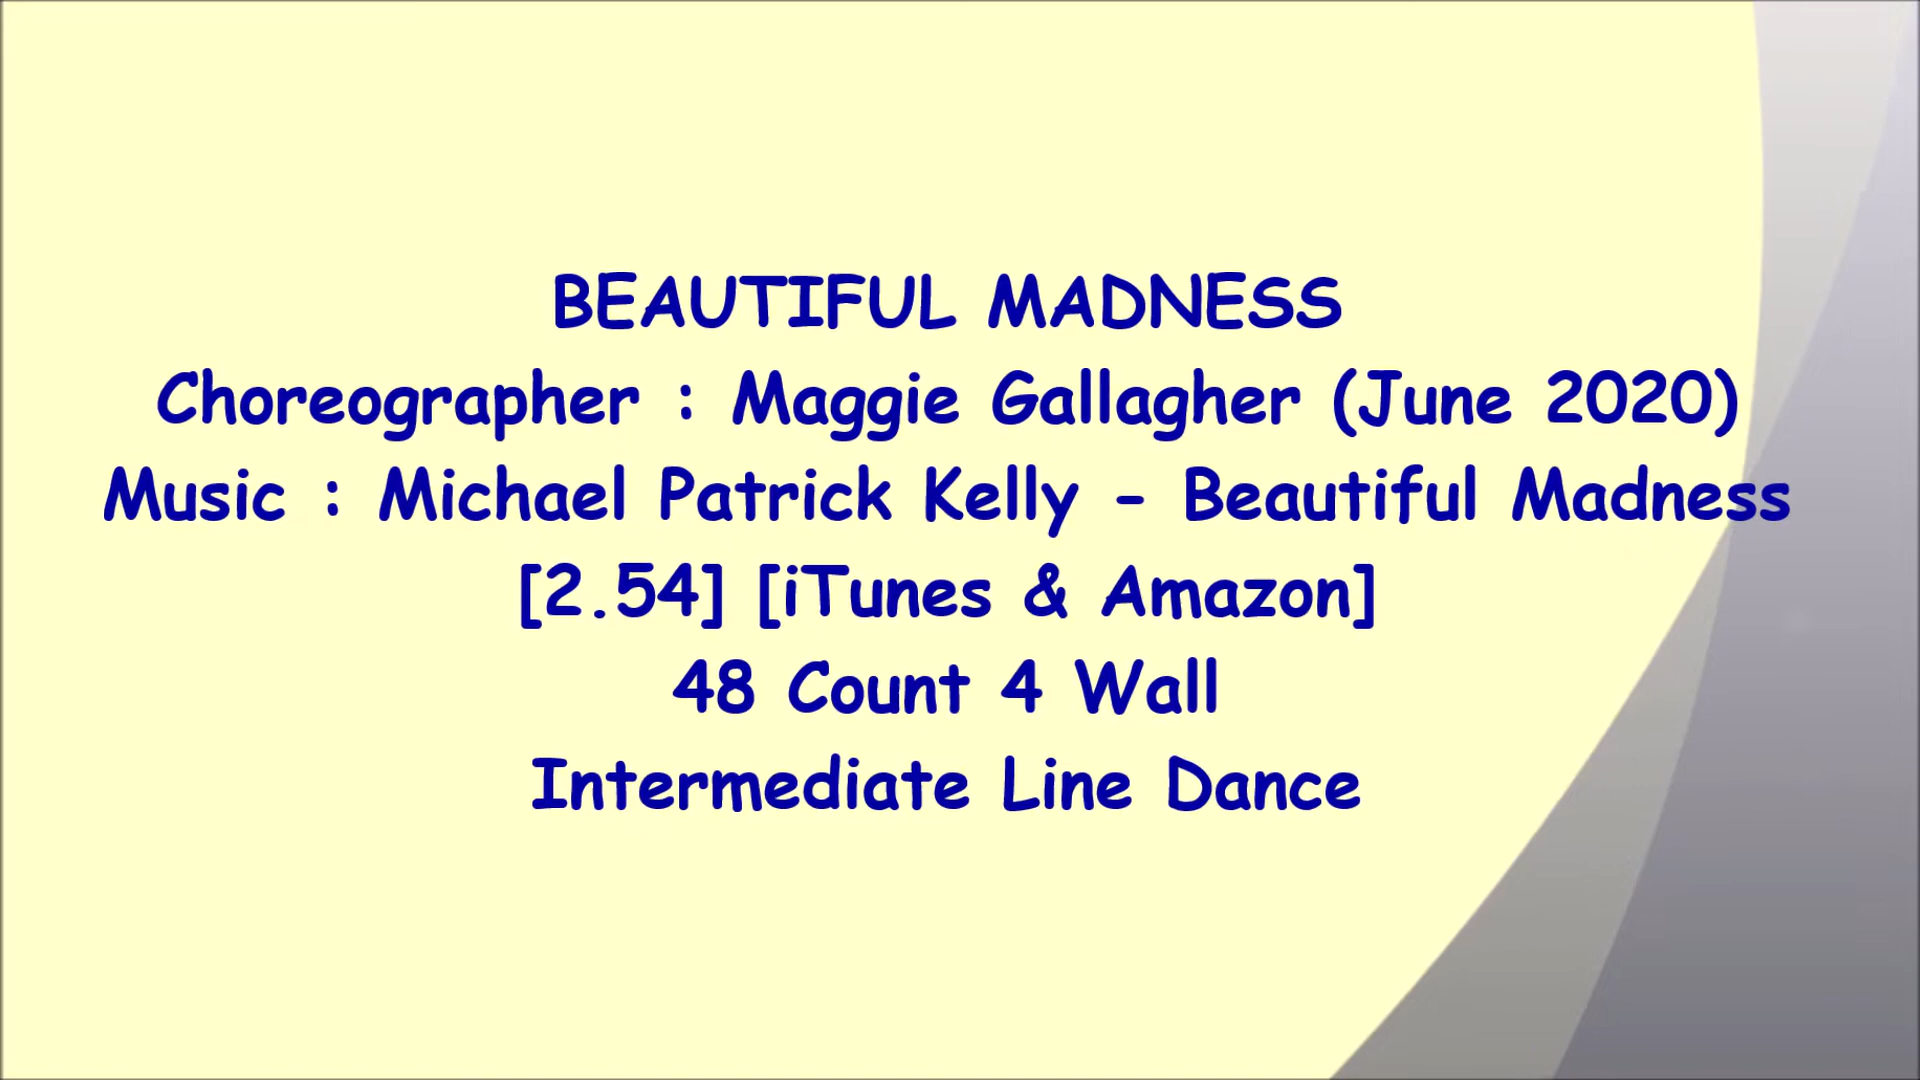 BEAUTIFUL MADNESS
Choreographer : Maggie Gallagher (June 2020)
Music : Michael Patrick Kelly - Beautiful Madness
[2.54] [iTunes & Amazon]
48 Count 4 Wall
Intermediate Line Dance